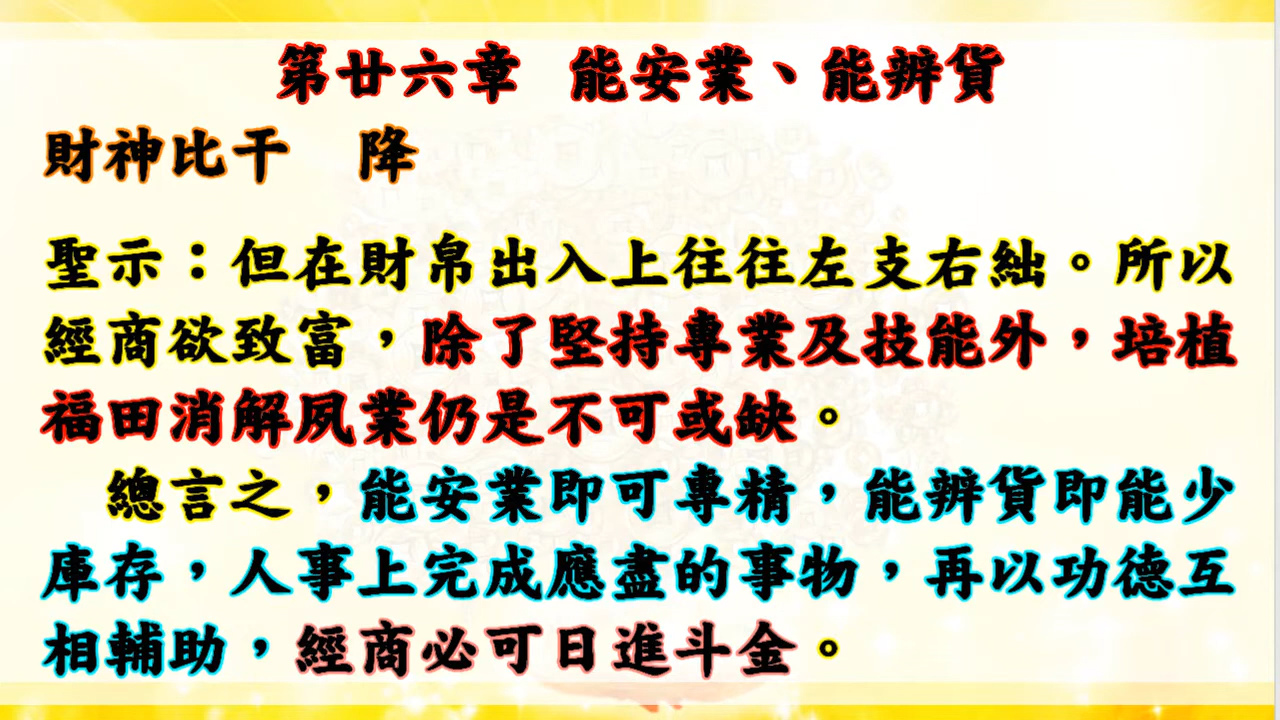 第廿六章 能安業、能辨貨
財神比干 降
聖示：但在財帛出入上往往左支右絀。所以
經商欲致富，除了堅持專業及技能外，培植
福田消解夙業仍是不可或缺。
總言之，能安業即可專精，能辨貨即能少
庫存，人事上完成應盡的事物，再以功德互
相輔助，經商必可日進斗金。